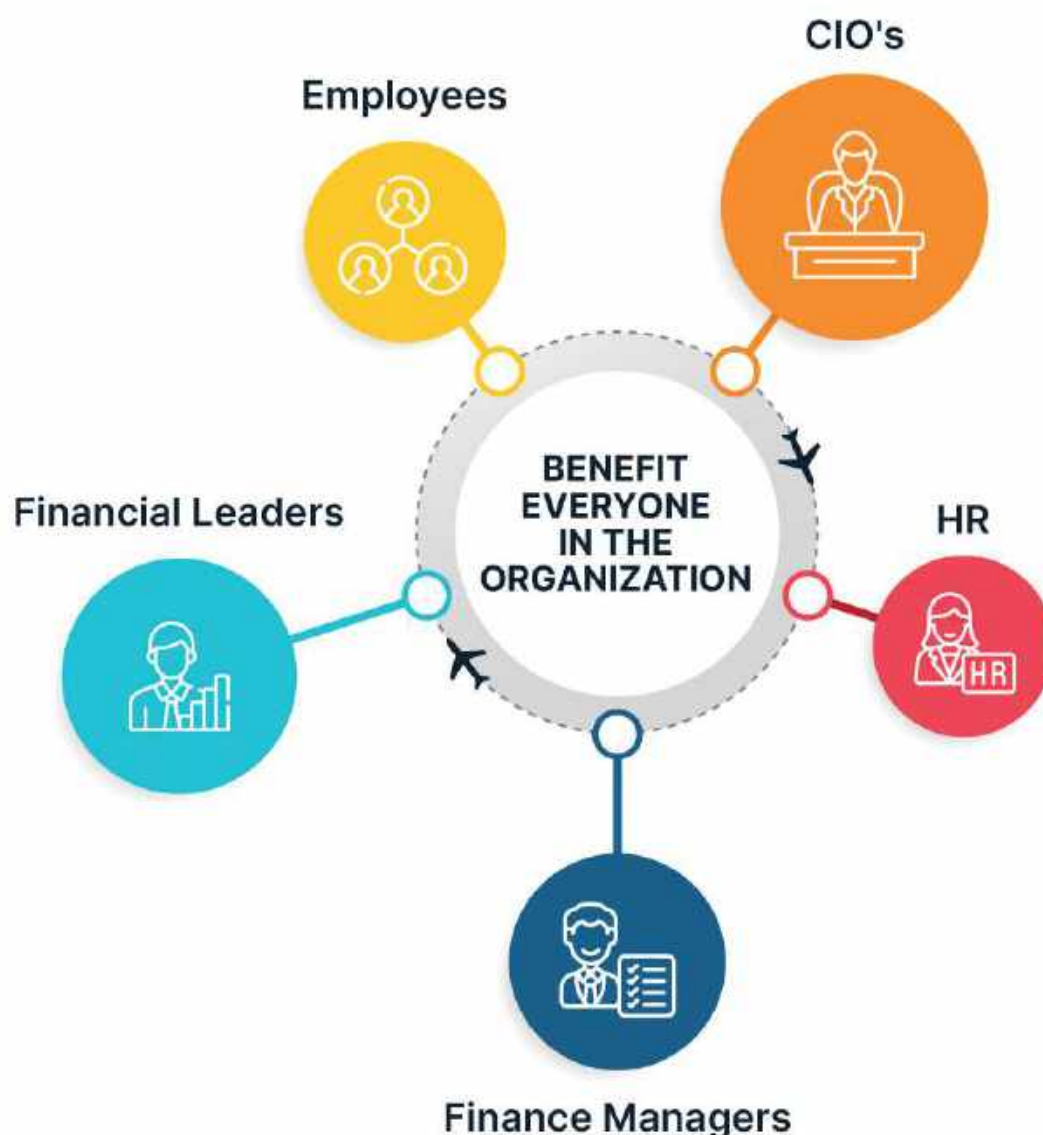 CIO's
Employees
BENEFIT
EVERYONE
IN THE
ORGANIZATION
Financial Leaders
HR
HR
Finance Managers